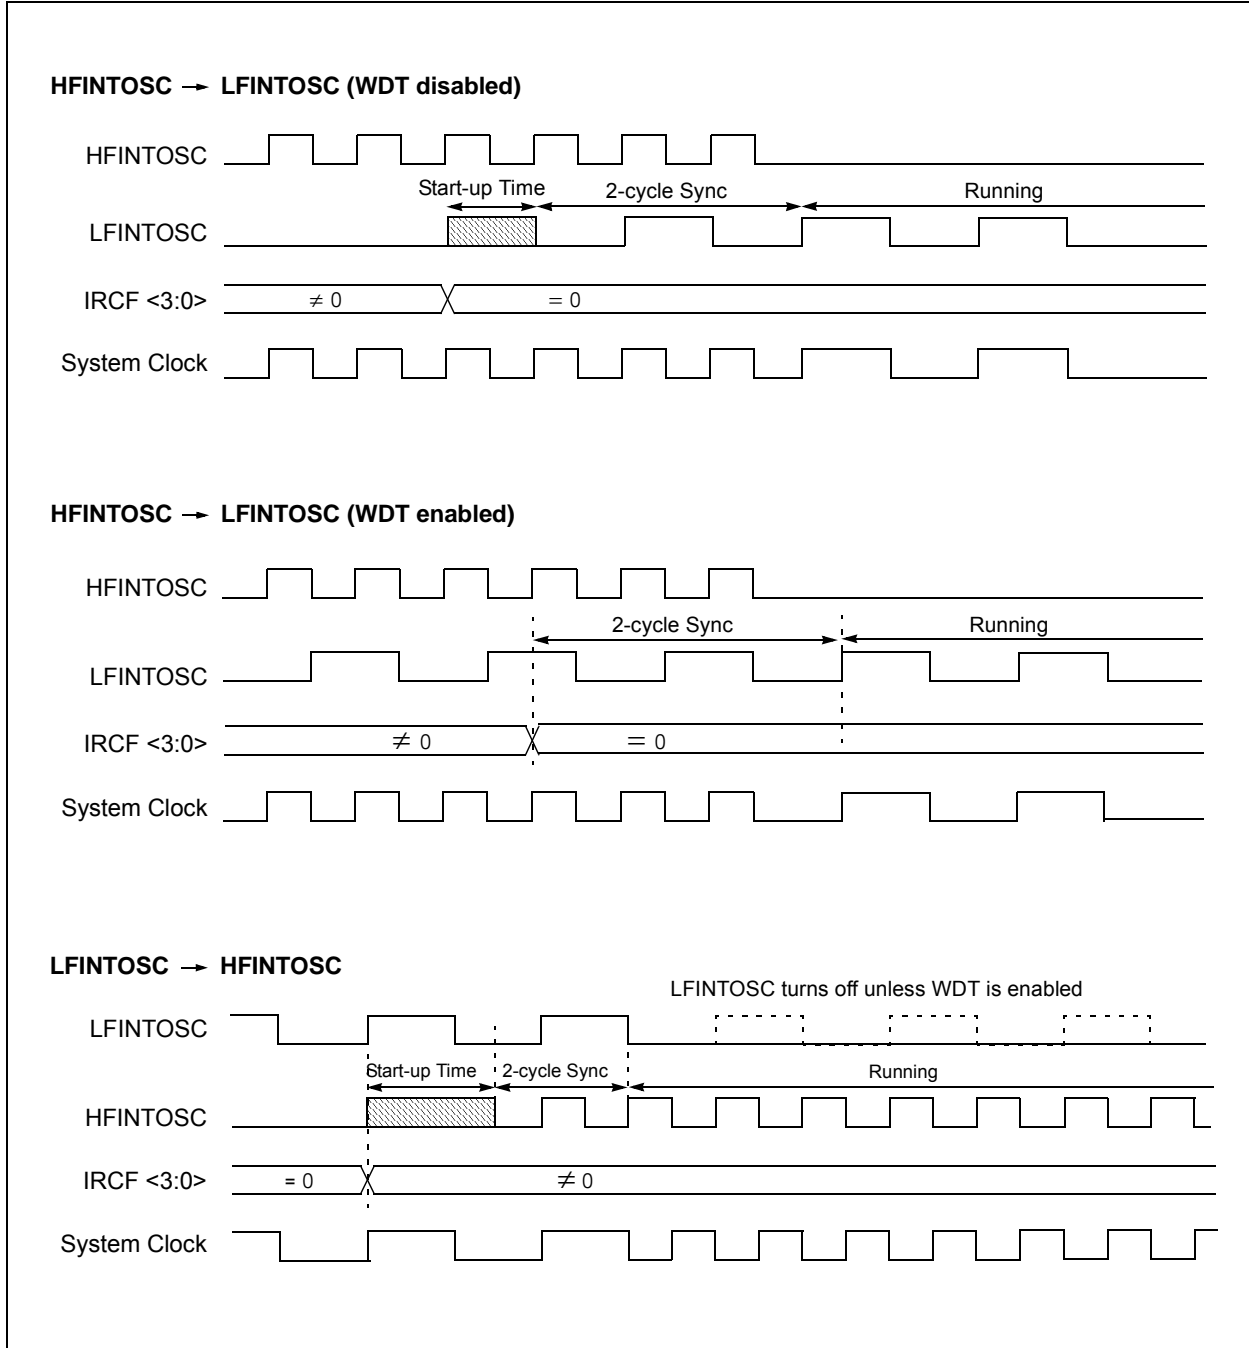 HFINTOSC → LFINTOSC (WDT disabled)
HFINTOSC
Start-up Time 2-cycle Sync Running
LFINTOSC
IRCF <3:0> ≠ 0 = 0
System Clock
HFINTOSC → LFINTOSC (WDT enabled)
HFINTOSC
2-cycle Sync Running
LFINTOSC
IRCF <3:0> ≠ 0 = 0
System Clock
LFINTOSC → HFINTOSC
LFINTOSC turns off unless WDT is enabled
LFINTOSC
Start-up Time 2-cycle Sync Running
HFINTOSC
IRCF <3:0> = 0 ≠ 0
System Clock